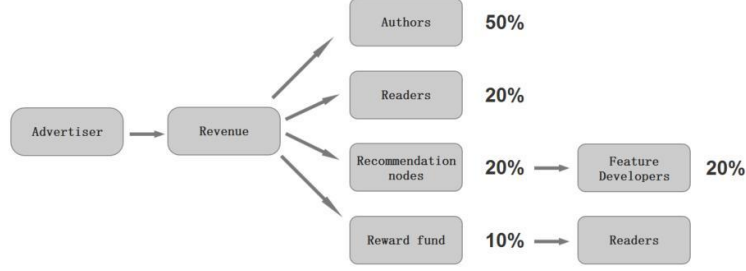 Authors 50%
Readers 20%
Advertiser Revenue
Recommendation
nodes 20% Feature
Developers 20%
Reward fund 10% Readers